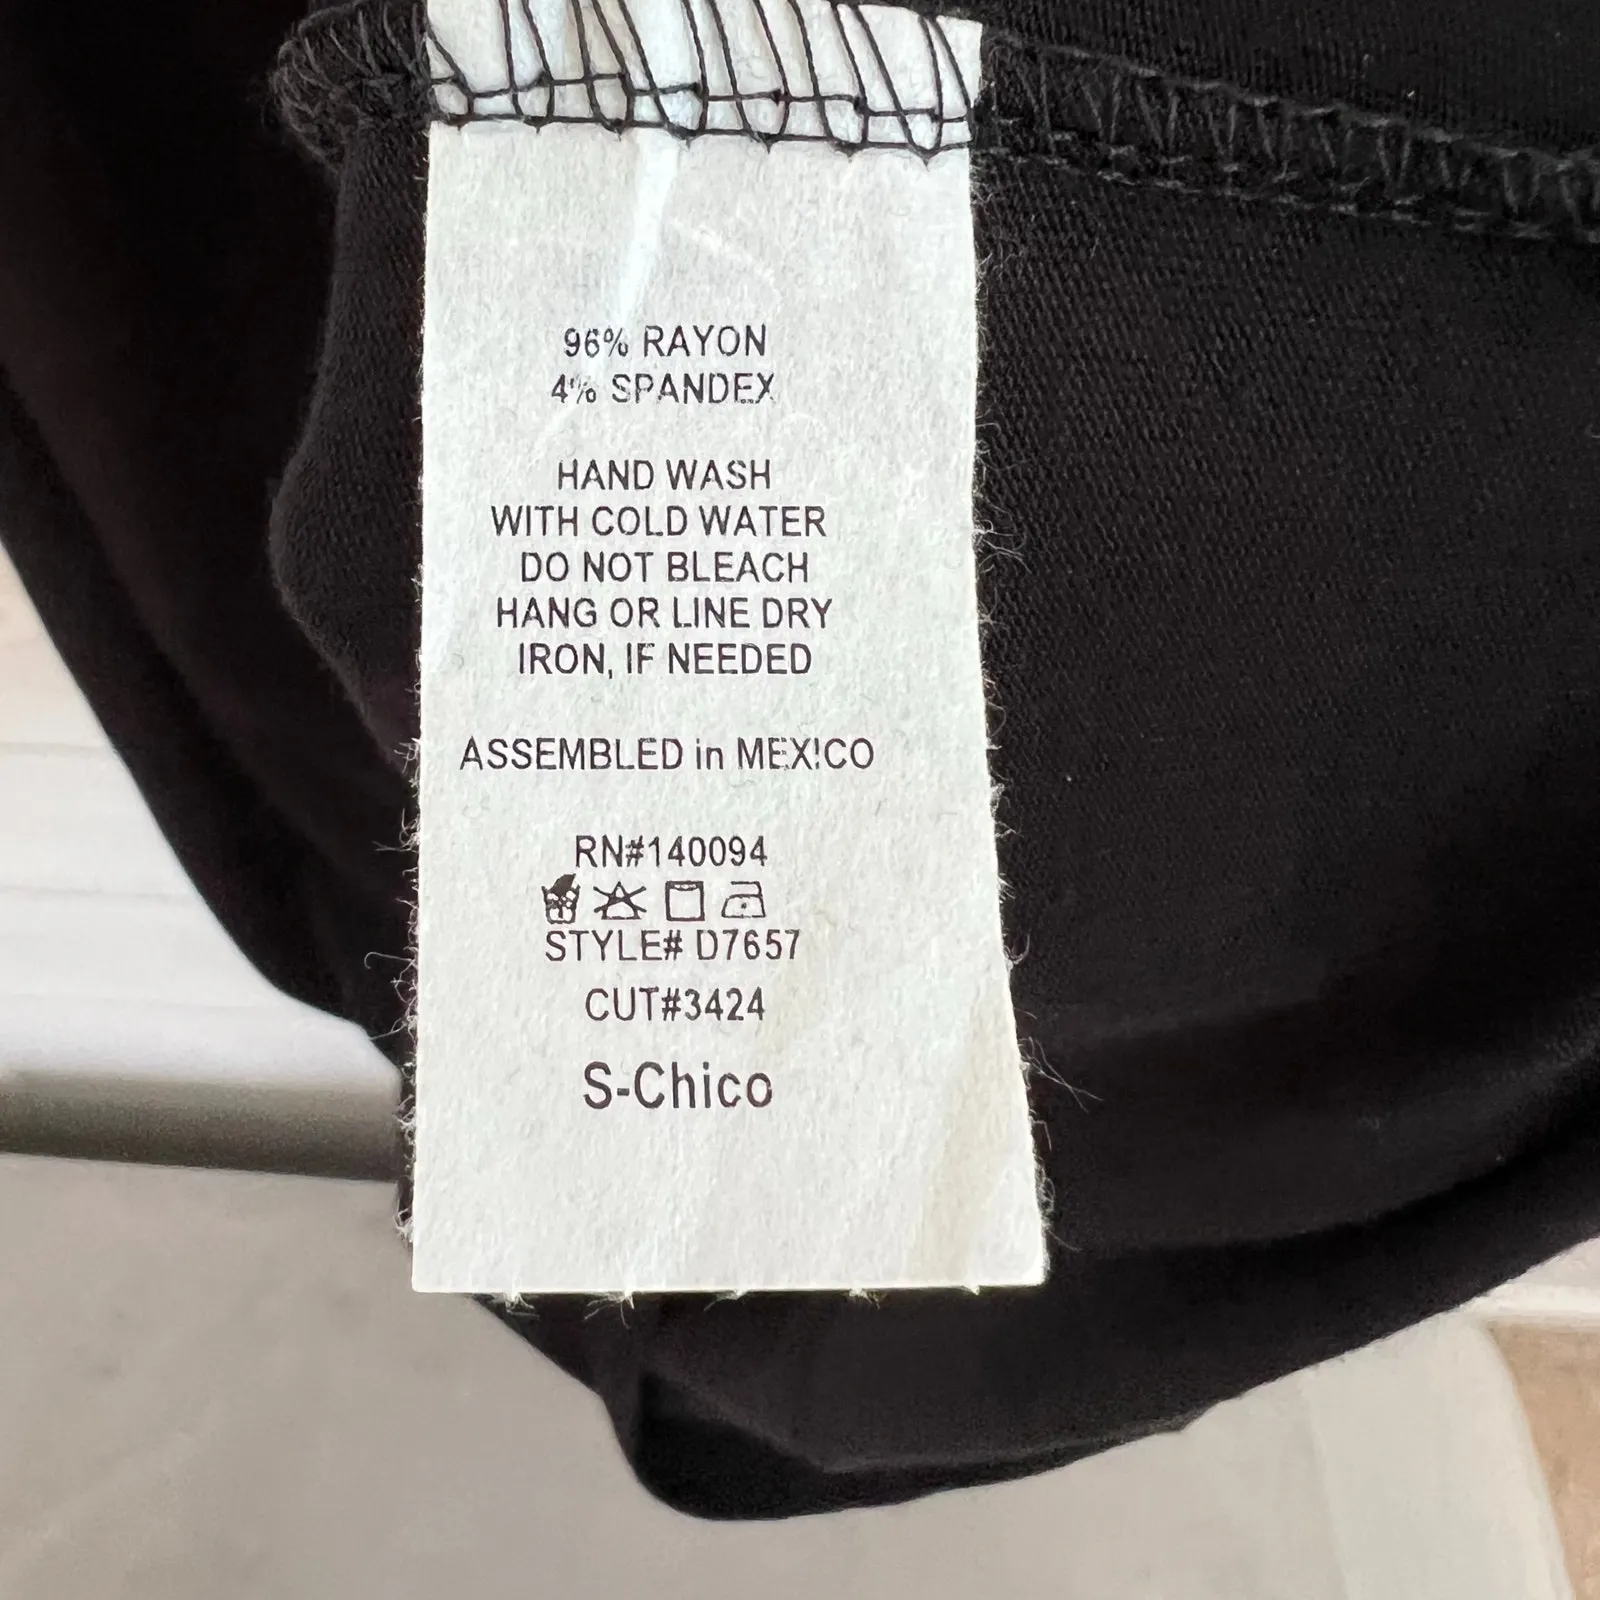 96% RAYON
4% SPANDEX
HAND WASH
WITH COLD WATER
DO NOT BLEACH
HANG OR LINE DRY
IRON, IF NEEDED
ASSEMBLED in MEXICO
RN#140094
STYLE# D7657
CUT#3424
S-Chico